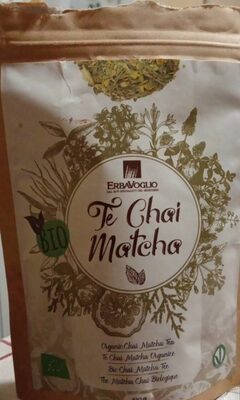 ERBAVOGLIO
Tè Chai
Matcha
BIO
Organic Chai Matcha Tea
Té Chai Matcha Organico
Bio Chai Matcha Tee
Thé Matcha Chai Biologique